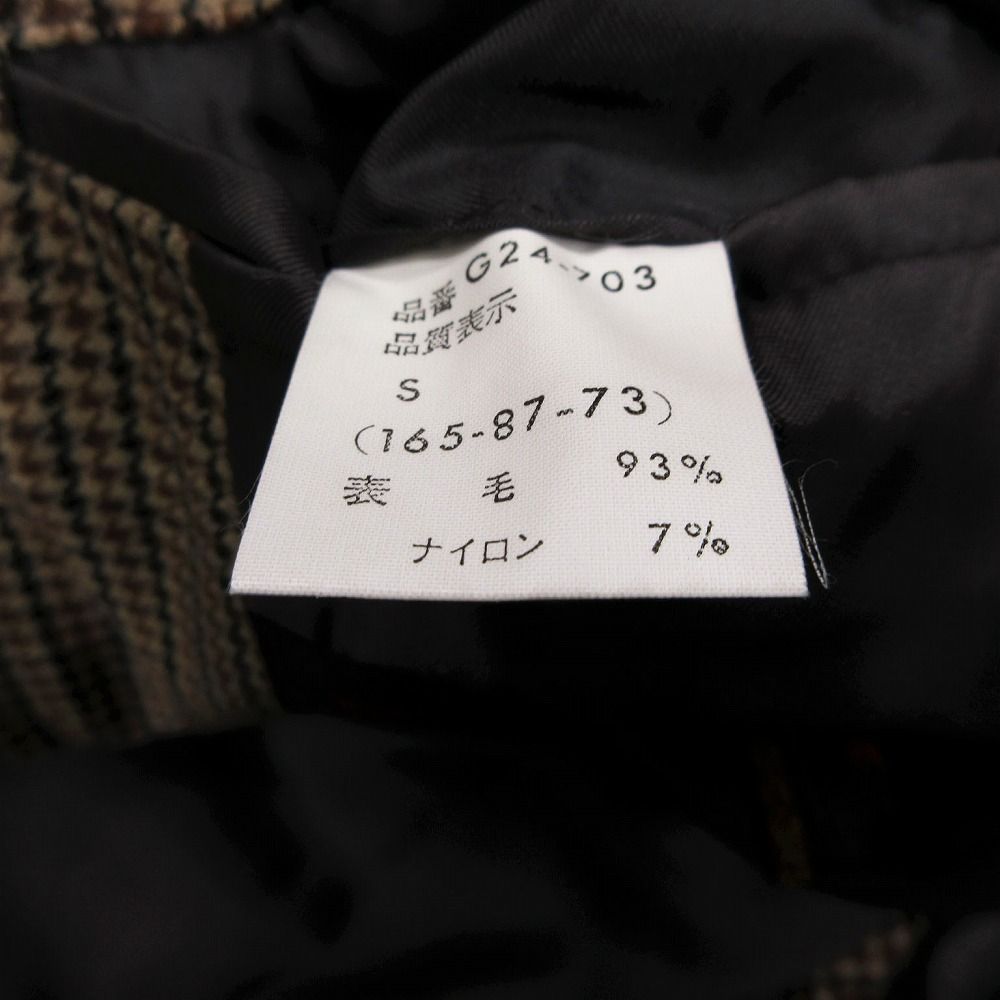 品番 G24-703
品質表示
S
(165-87-73)
表 毛 93%
ナイロン 7%